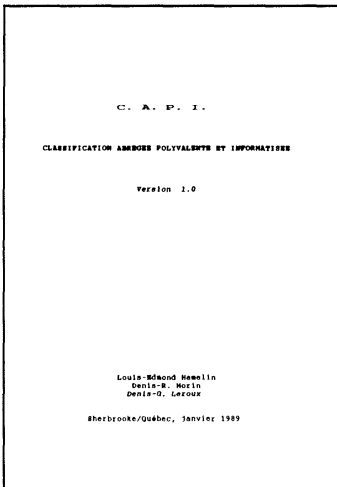 C. A. P. I.
CLASSIFICATION ABREGEE POLYVALENTE ET INFORMATISEE
Version 1.0
Louis-Edmond Hamelin
Denis-R. Morin
Denis-G. Leroux
Sherbrooke/Québec, janvier 1989